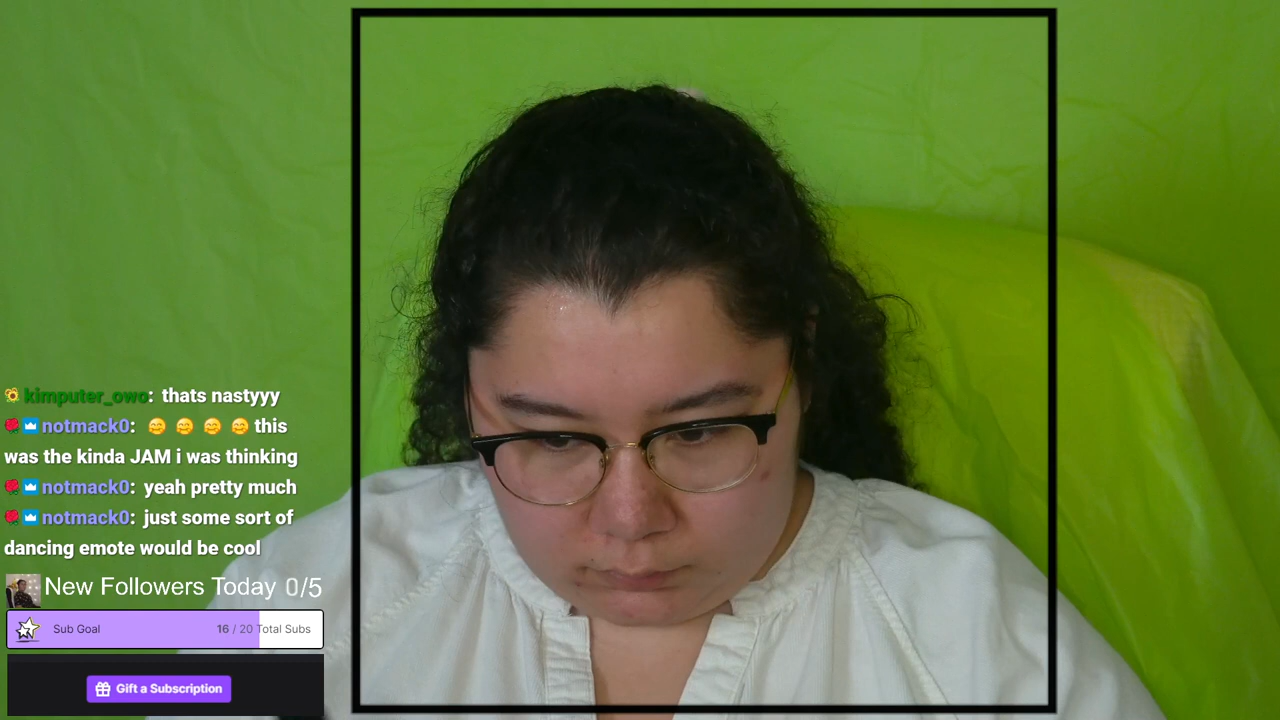 kimputer_owo: thats nastyyy
notmack0: 🤗 🤗 🤗 🤗 this
was the kinda JAM i was thinking
notmack0: yeah pretty much
notmack0: just some sort of
dancing emote would be cool
New Followers Today 0/5
Sub Goal 16 / 20 Total Subs
Gift a Subscription